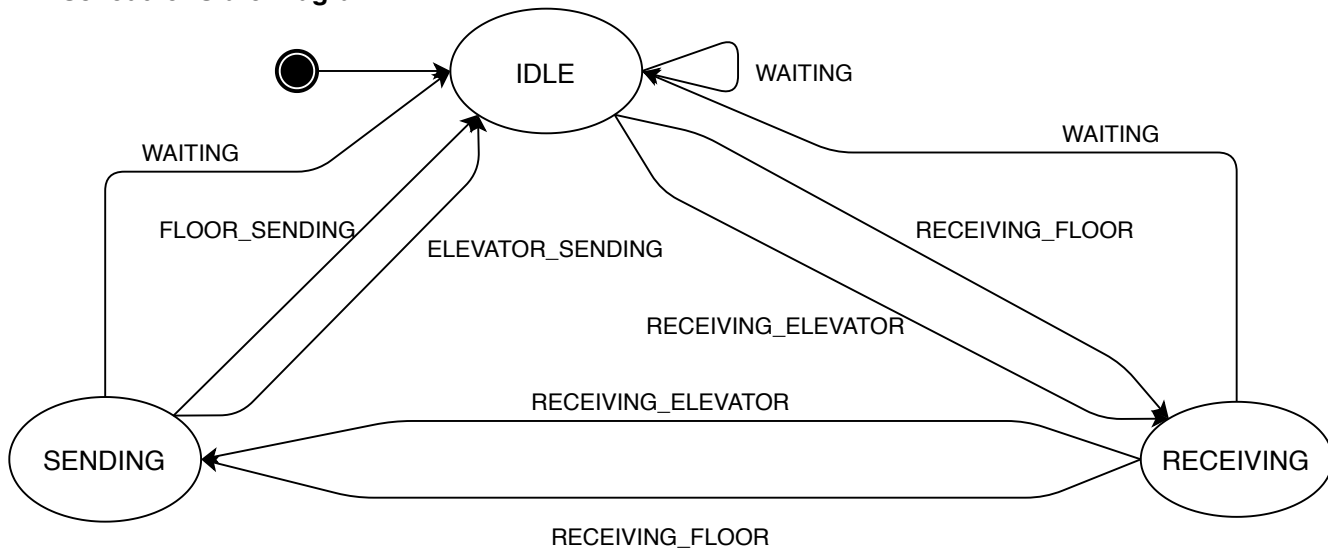 IDLE
WAITING
WAITING
WAITING
FLOOR_SENDING
RECEIVING_FLOOR
ELEVATOR_SENDING
RECEIVING_ELEVATOR
RECEIVING_ELEVATOR
SENDING
RECEIVING
RECEIVING_FLOOR